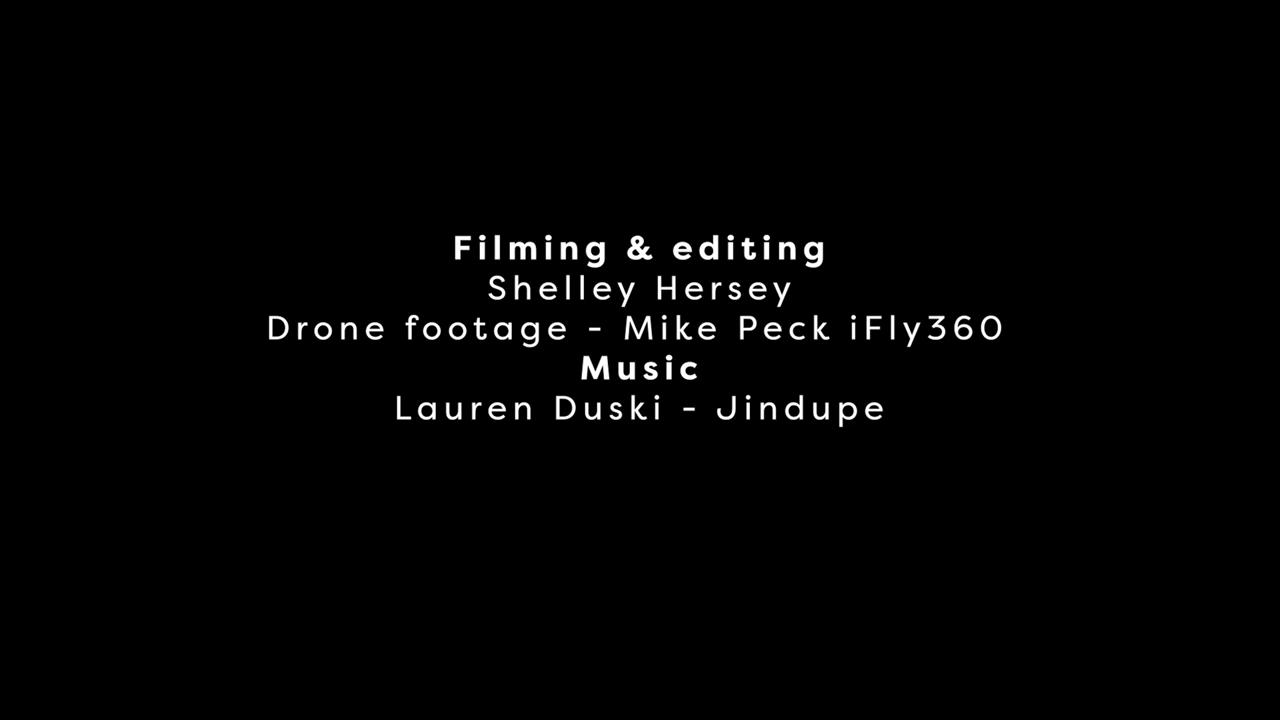 Filming & editing
Shelley Hersey
Drone footage - Mike Peck iFly360
Music
Lauren Duski - Jindupe